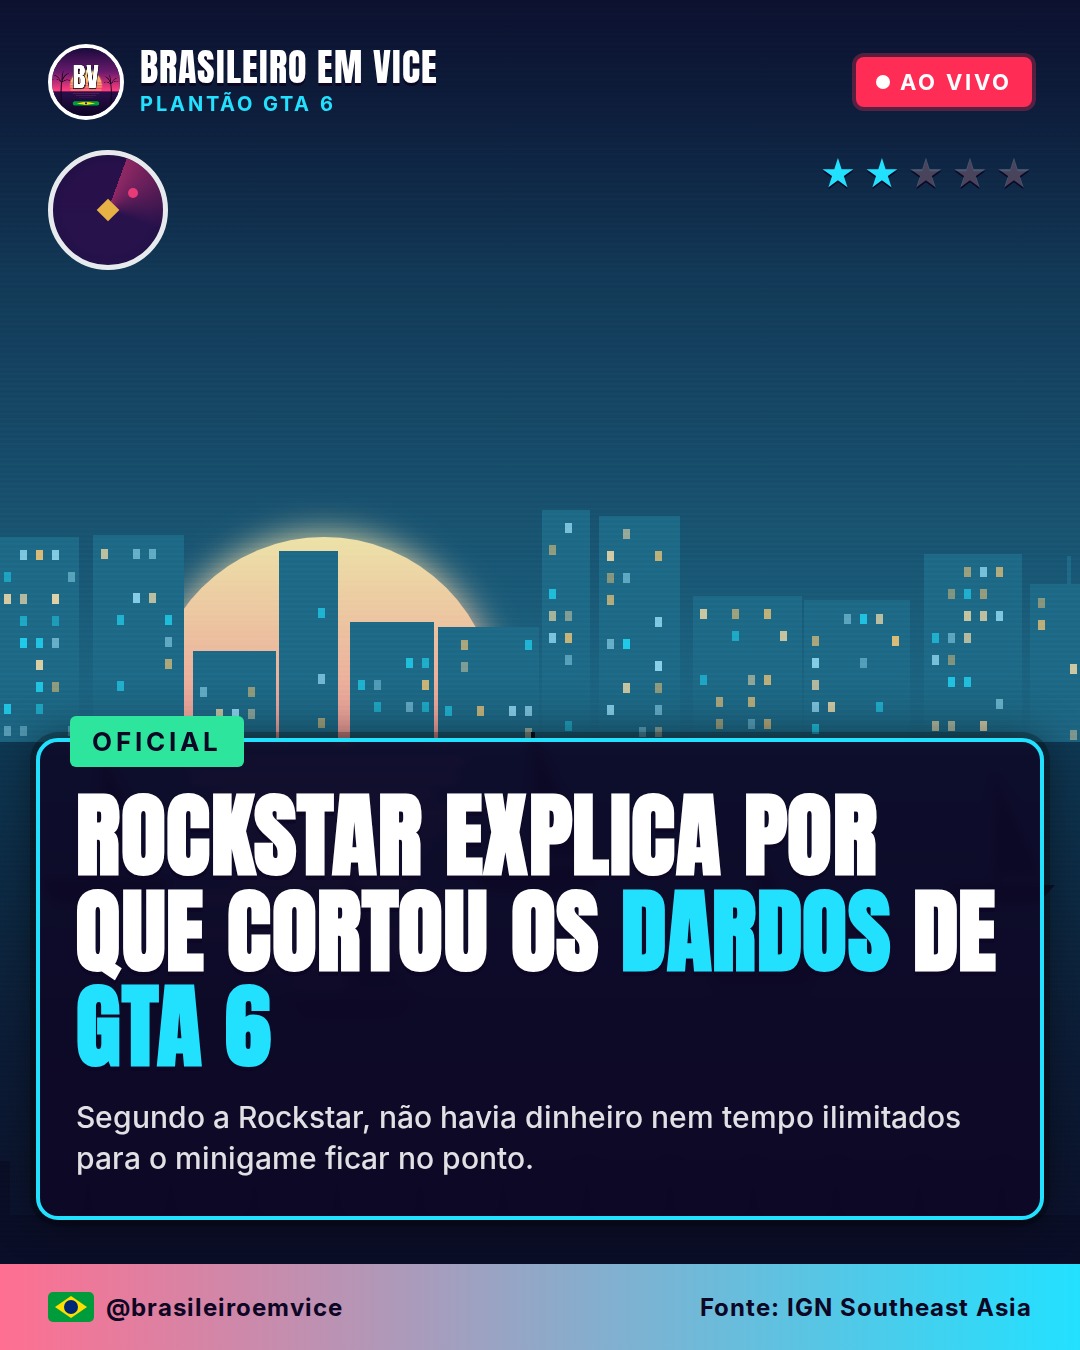 BV
BRASILEIRO EM VICE
PLANTÃO GTA 6
AO VIVO
OFICIAL
ROCKSTAR EXPLICA POR
QUE CORTOU OS DARDOS DE
GTA 6
Segundo a Rockstar, não havia dinheiro nem tempo ilimitados
para o minigame ficar no ponto.
@brasileiroemvice
Fonte: IGN Southeast Asia